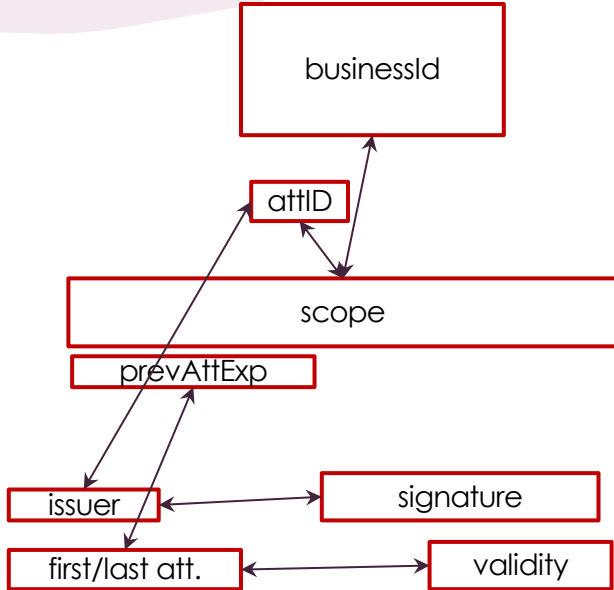 businessId
attID
scope
prevAttExp
issuer
signature
first/last att.
validity